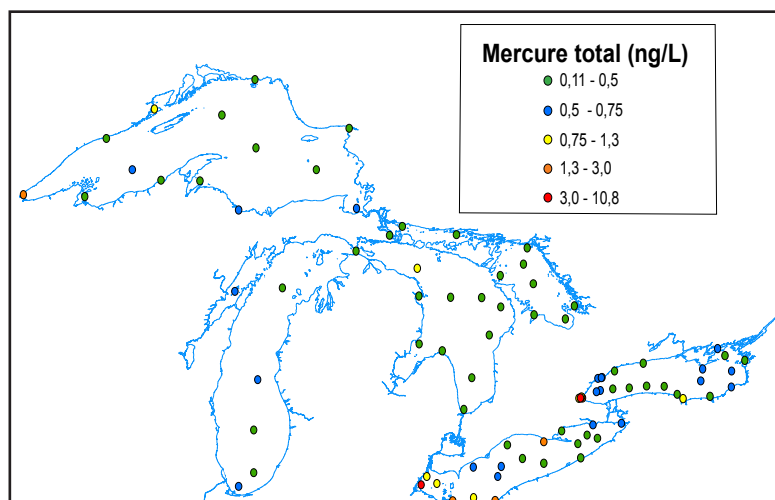 Mercure total (ng/L)
0,11 - 0,5
0,5 - 0,75
0,75 - 1,3
1,3 - 3,0
3,0 - 10,8